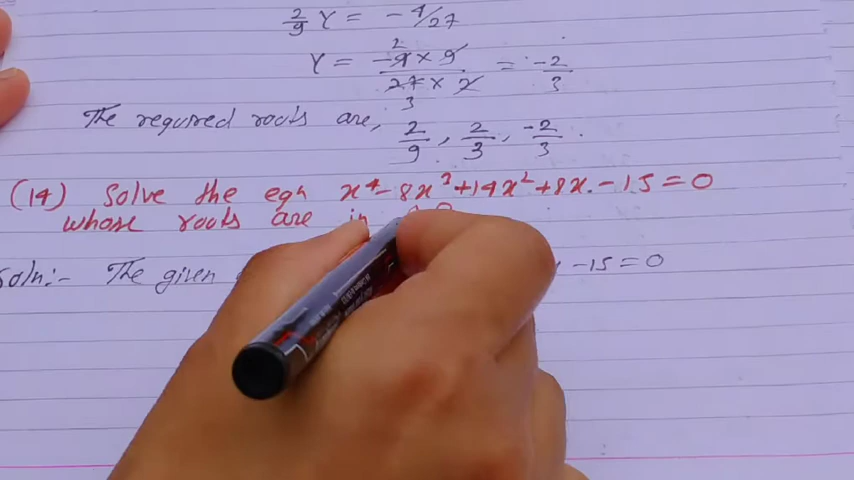 2/9 Y = - 4/27
Y = -4 2 × 9 / 27 3 × 2 = -2/3
The required roots are, 2/9 , 2/3 , -2/3 .
(14) Solve the eqn x⁴ - 8x³ + 14x² + 8x. - 15 = 0
whose roots are in
Soln:- The given - 15 = 0